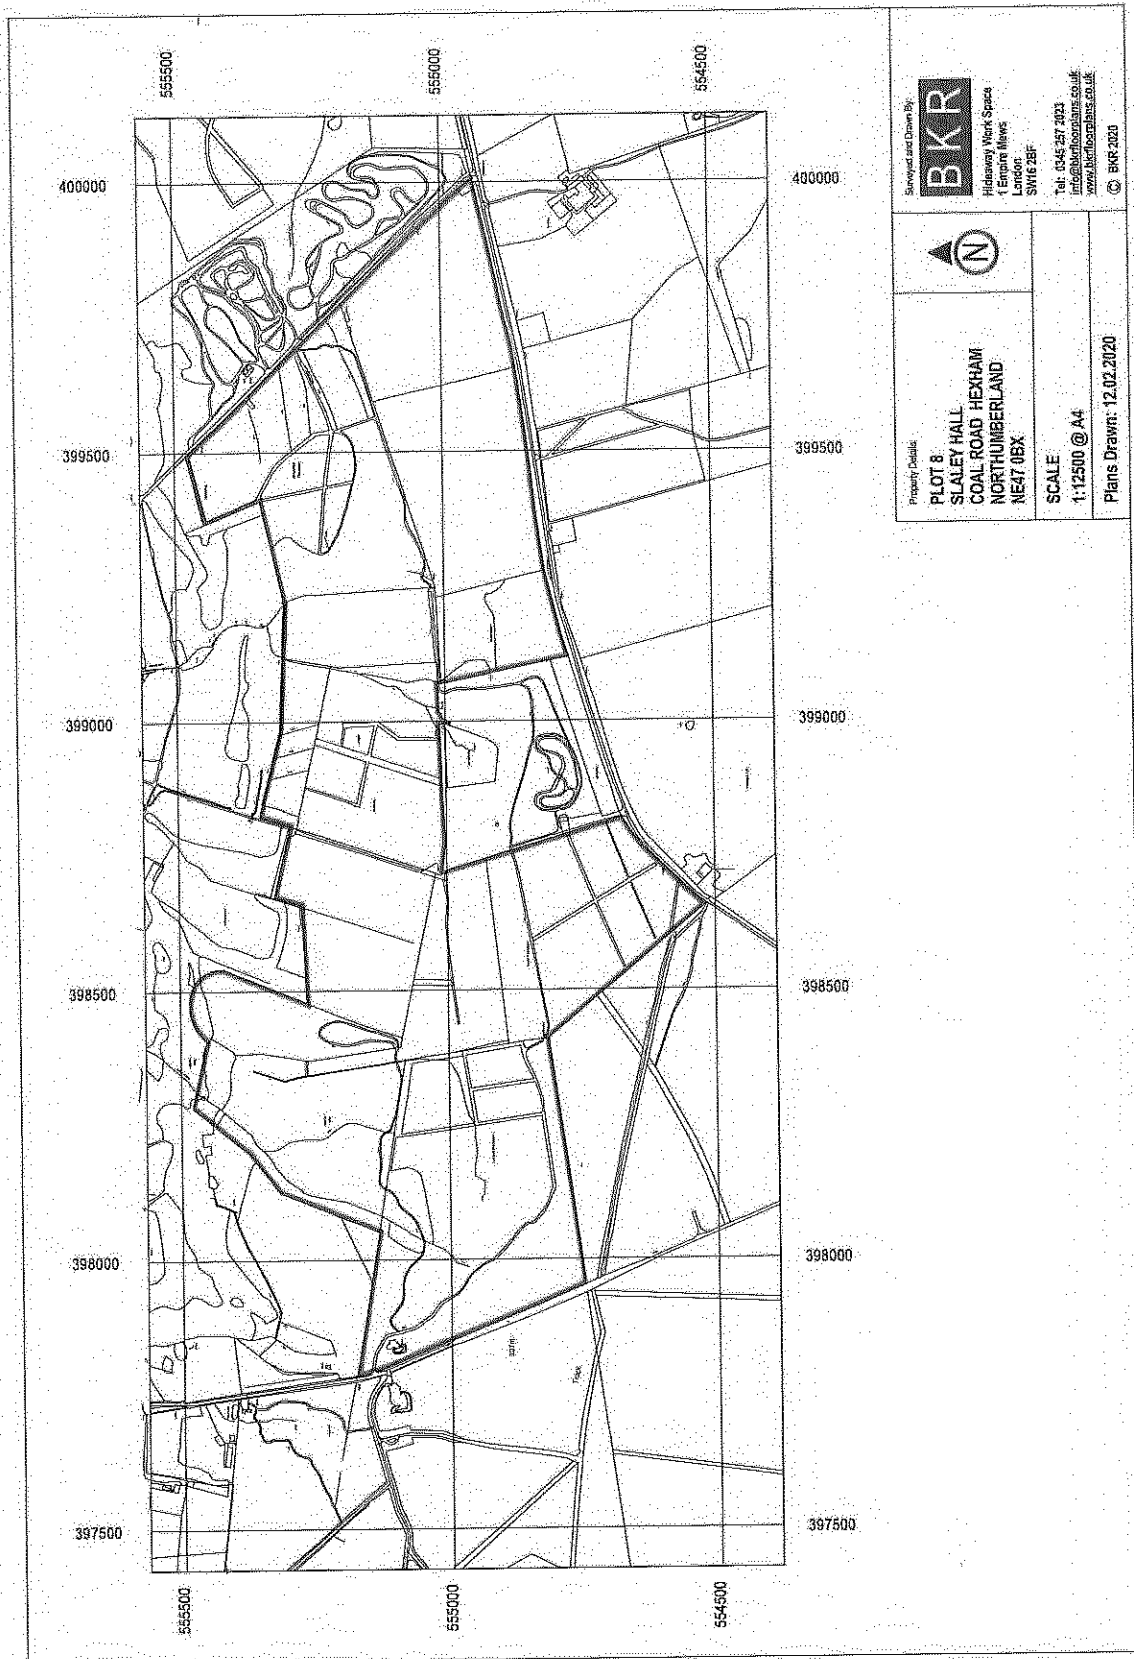 555500
555000
554500
400000
400000
399500
399500
399000
399000
398500
398500
398000
398000
397500
397500
555500
555000
554500
Track
Property Details
PLOT 8
SLALEY HALL
COAL ROAD HEXHAM
NORTHUMBERLAND
NE47 0BX
SCALE
1:12500 @ A4
Plans Drawn: 12.02.2020
N
Surveyed and Drawn By:
BKR
Hideaway Work Space
1 Empire Mews
London
SW16 2BF
Tel: 0345 257 2023
info@bkrfloorplans.co.uk
www.bkrfloorplans.co.uk
© BKR 2020